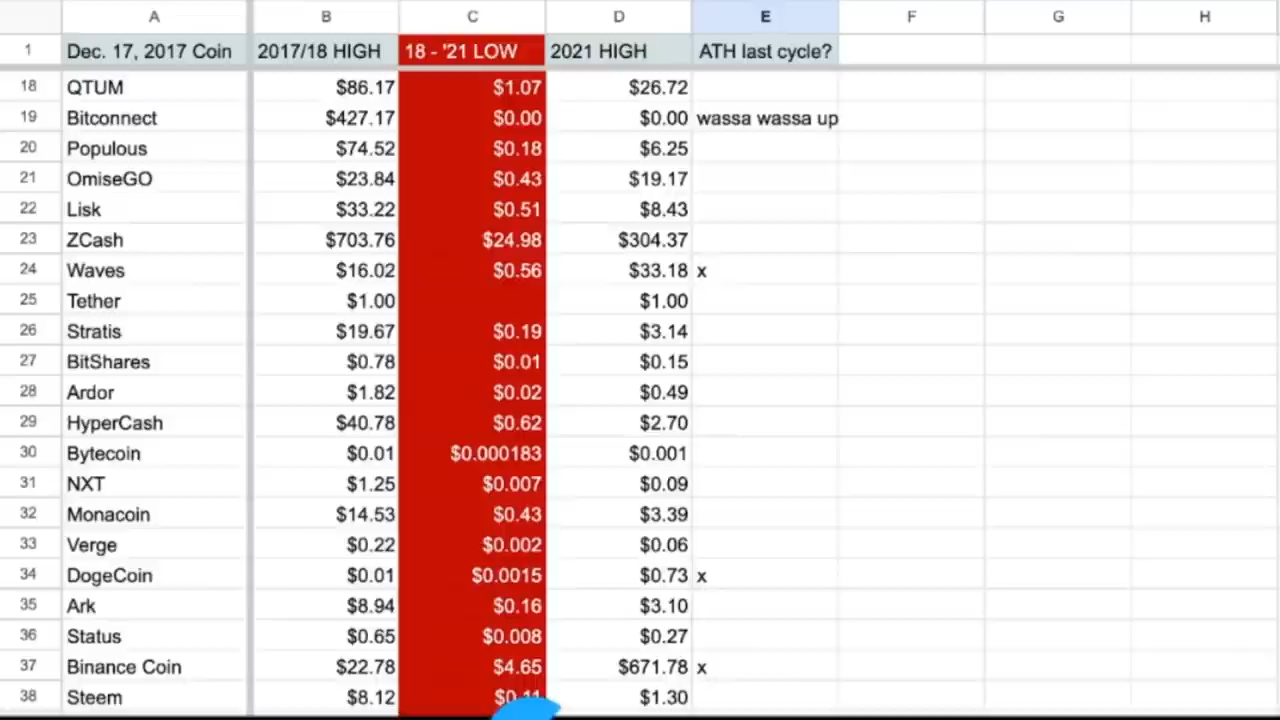 A B C D E F G H
1 Dec. 17, 2017 Coin 2017/18 HIGH 18 - '21 LOW 2021 HIGH ATH last cycle?
18 QTUM $86.17 $1.07 $26.72
19 Bitconnect $427.17 $0.00 $0.00 wassa wassa up
20 Populous $74.52 $0.18 $6.25
21 OmiseGO $23.84 $0.43 $19.17
22 Lisk $33.22 $0.51 $8.43
23 ZCash $703.76 $24.98 $304.37
24 Waves $16.02 $0.56 $33.18 x
25 Tether $1.00 $1.00
26 Stratis $19.67 $0.19 $3.14
27 BitShares $0.78 $0.01 $0.15
28 Ardor $1.82 $0.02 $0.49
29 HyperCash $40.78 $0.62 $2.70
30 Bytecoin $0.01 $0.000183 $0.001
31 NXT $1.25 $0.007 $0.09
32 Monacoin $14.53 $0.43 $3.39
33 Verge $0.22 $0.002 $0.06
34 DogeCoin $0.01 $0.0015 $0.73 x
35 Ark $8.94 $0.16 $3.10
36 Status $0.65 $0.008 $0.27
37 Binance Coin $22.78 $4.65 $671.78 x
38 Steem $8.12 $0.11 $1.30